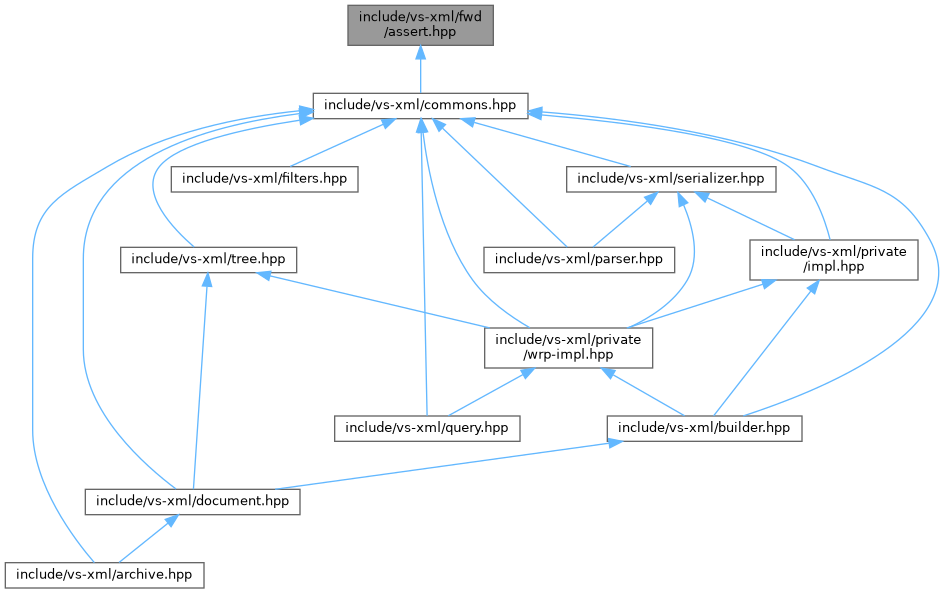 include/vs-xml/fwd
/assert.hpp
include/vs-xml/commons.hpp
include/vs-xml/filters.hpp
include/vs-xml/serializer.hpp
include/vs-xml/tree.hpp
include/vs-xml/parser.hpp
include/vs-xml/private
/impl.hpp
include/vs-xml/private
/wrp-impl.hpp
include/vs-xml/query.hpp
include/vs-xml/builder.hpp
include/vs-xml/document.hpp
include/vs-xml/archive.hpp